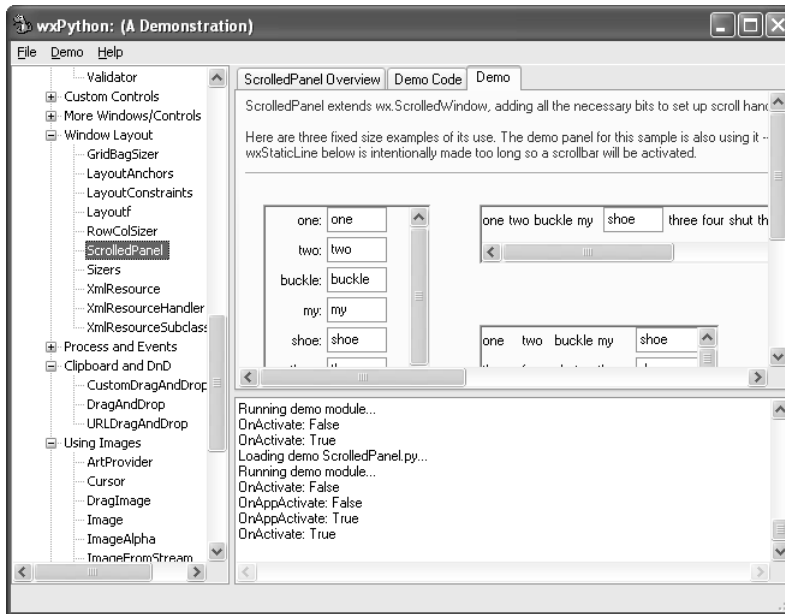 wxPython: (A Demonstration)
File Demo Help
Validator
Custom Controls
More Windows/Controls
Window Layout
GridBagSizer
LayoutAnchors
LayoutConstraints
Layoutf
RowColSizer
ScrolledPanel
Sizers
XmlResource
XmlResourceHandler
XmlResourceSubclass
Process and Events
Clipboard and DnD
CustomDragAndDrop
DragAndDrop
URLDragAndDrop
Using Images
ArtProvider
Cursor
DragImage
Image
ImageAlpha
ImageFromStream
ScrolledPanel Overview Demo Code Demo
ScrolledPanel extends wx.ScrolledWindow, adding all the necessary bits to set up scroll hand
Here are three fixed size examples of its use. The demo panel for this sample is also using it --
wxStaticLine below is intentionally made too long so a scrollbar will be activated.
one: one
two: two
buckle: buckle
my: my
shoe: shoe
one two buckle my shoe three four shut th
one two buckle my shoe
Running demo module...
OnActivate: False
OnActivate: True
Loading demo ScrolledPanel.py...
Running demo module...
OnActivate: False
OnAppActivate: False
OnAppActivate: True
OnActivate: True